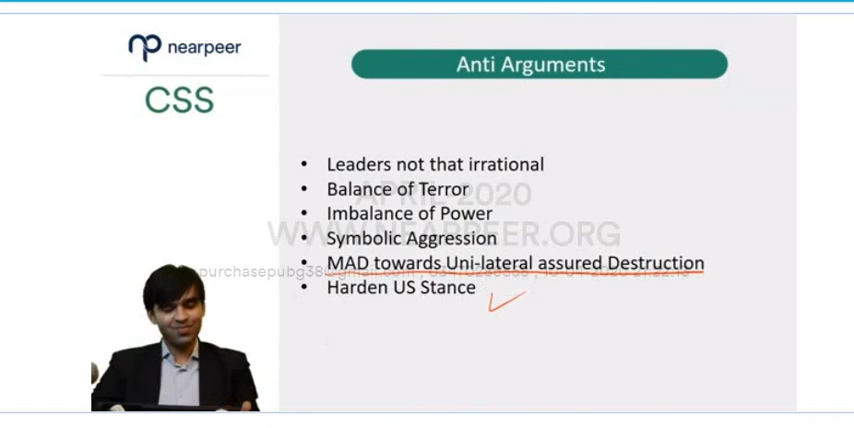 nearpeer
CSS
Anti Arguments
• Leaders not that irrational
• Balance of Terror
• Imbalance of Power
• Symbolic Aggression
• MAD towards Uni-lateral assured Destruction
• Harden US Stance
APRIL 2020
WWW.NEARPEER.ORG